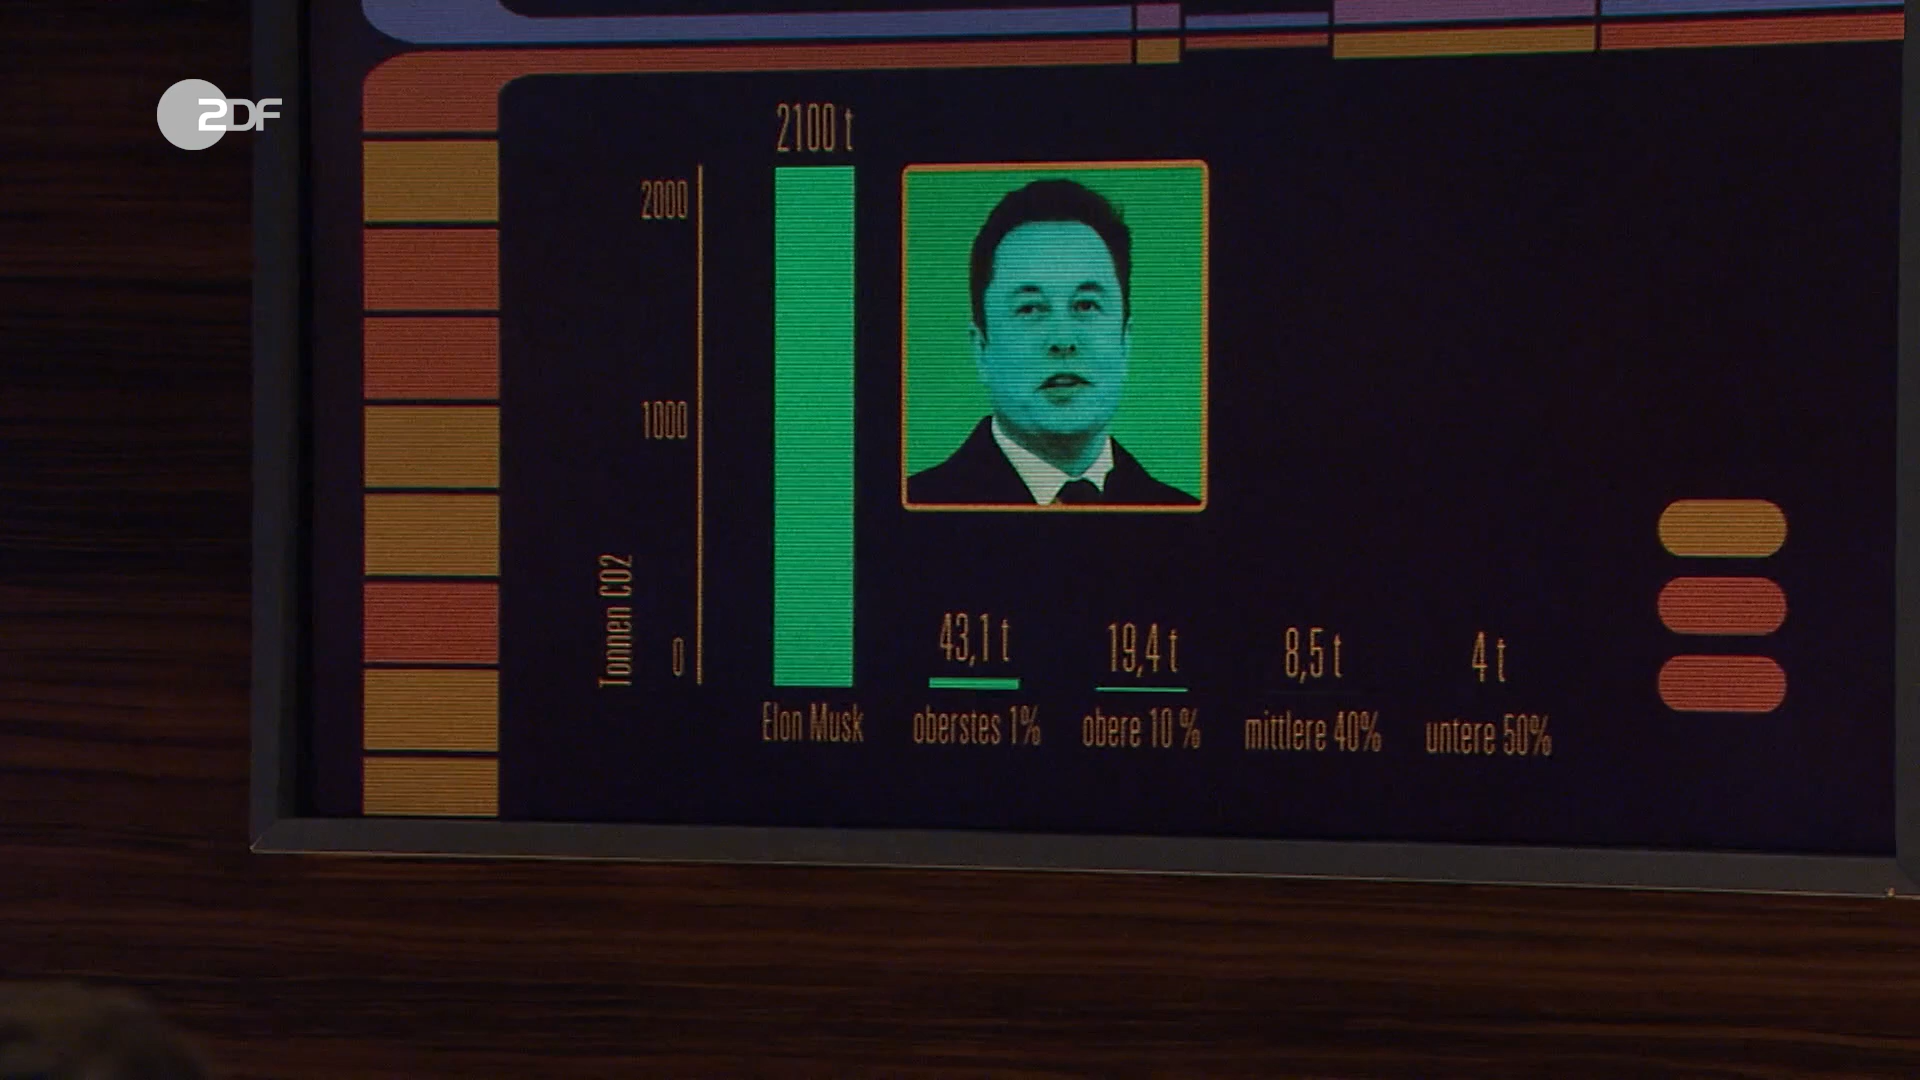 ZDF
2100 t
2000
1000
0
Tonnen CO2
43,1 t
19,4 t
8,5 t
4 t
Elon Musk
oberstes 1%
obere 10 %
mittlere 40%
untere 50%